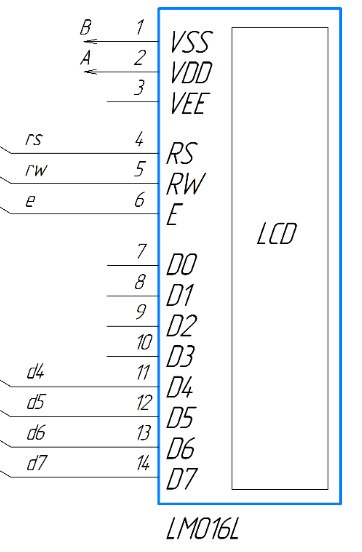 B 1 VSS
A 2 VDD
3 VEE
rs 4 RS
rw 5 RW
e 6 E
LCD
7 D0
8 D1
9 D2
10 D3
d4 11 D4
d5 12 D5
d6 13 D6
d7 14 D7
LM016L